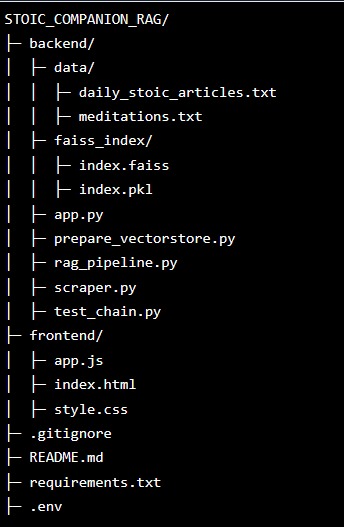 STOIC_COMPANION_RAG/
├─ backend/
│  ├─ data/
│  │  ├─ daily_stoic_articles.txt
│  │  ├─ meditations.txt
│  ├─ faiss_index/
│  │  ├─ index.faiss
│  │  ├─ index.pkl
│  ├─ app.py
│  ├─ prepare_vectorstore.py
│  ├─ rag_pipeline.py
│  ├─ scraper.py
│  ├─ test_chain.py
├─ frontend/
│  ├─ app.js
│  ├─ index.html
│  ├─ style.css
├─ .gitignore
├─ README.md
├─ requirements.txt
├─ .env